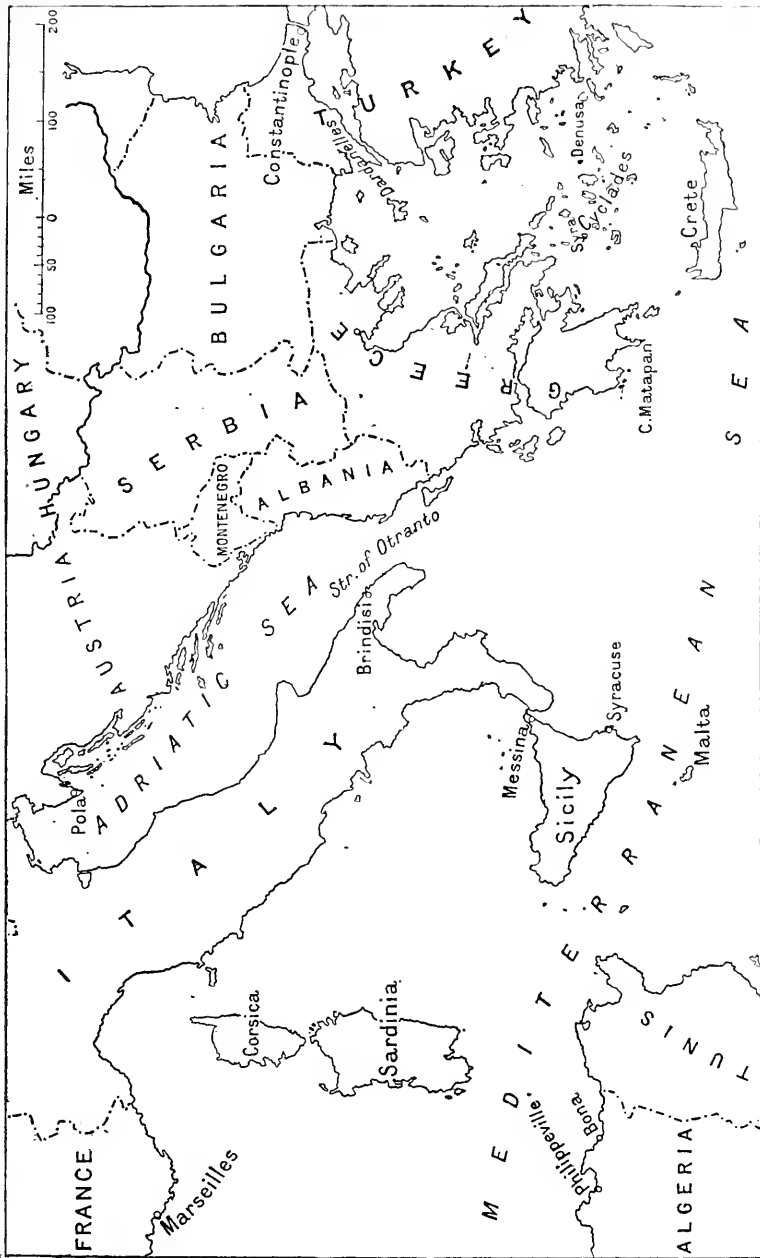 Miles
100 50 0 100 200
FRANCE
Marseilles
ITALY
Pola
AUSTRIA
HUNGARY
ADRIATIC SEA
SERBIA
MONTENEGRO
ALBANIA
BULGARIA
Constantinople
Dardanelles
TURKEY
GREECE
Str. of Otranto
Brindisi
Corsica
Sardinia
Messina
Sicily
Syracuse
Malta
C. Matapan
Syra
Cyclades
Denusa
Crete
MEDITERRANEAN SEA
Philippeville
Bona
ALGERIA
TUNIS